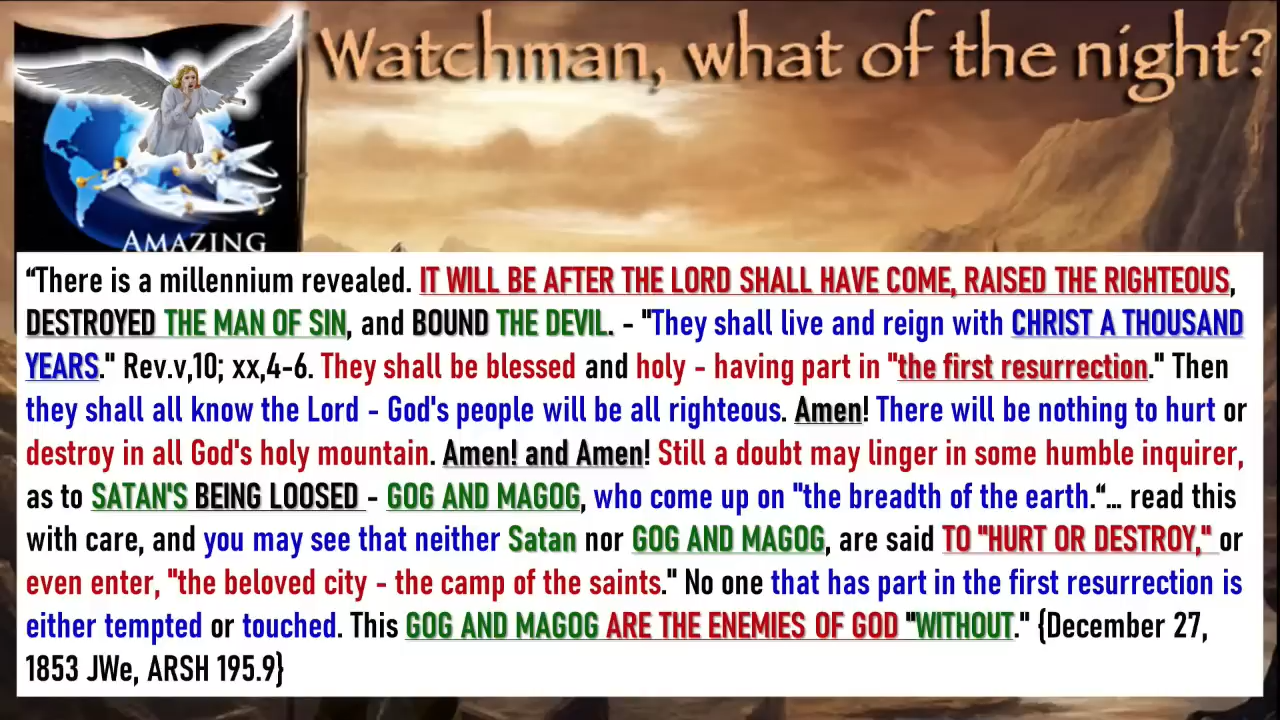 Watchman, what of the night?
AMAZING
“There is a millennium revealed. IT WILL BE AFTER THE LORD SHALL HAVE COME, RAISED THE RIGHTEOUS,
DESTROYED THE MAN OF SIN, and BOUND THE DEVIL. - "They shall live and reign with CHRIST A THOUSAND
YEARS." Rev.v,10; xx,4-6. They shall be blessed and holy - having part in "the first resurrection." Then
they shall all know the Lord - God's people will be all righteous. Amen! There will be nothing to hurt or
destroy in all God's holy mountain. Amen! and Amen! Still a doubt may linger in some humble inquirer,
as to SATAN'S BEING LOOSED - GOG AND MAGOG, who come up on "the breadth of the earth.“... read this
with care, and you may see that neither Satan nor GOG AND MAGOG, are said TO "HURT OR DESTROY," or
even enter, "the beloved city - the camp of the saints." No one that has part in the first resurrection is
either tempted or touched. This GOG AND MAGOG ARE THE ENEMIES OF GOD "WITHOUT." {December 27,
1853 JWe, ARSH 195.9}